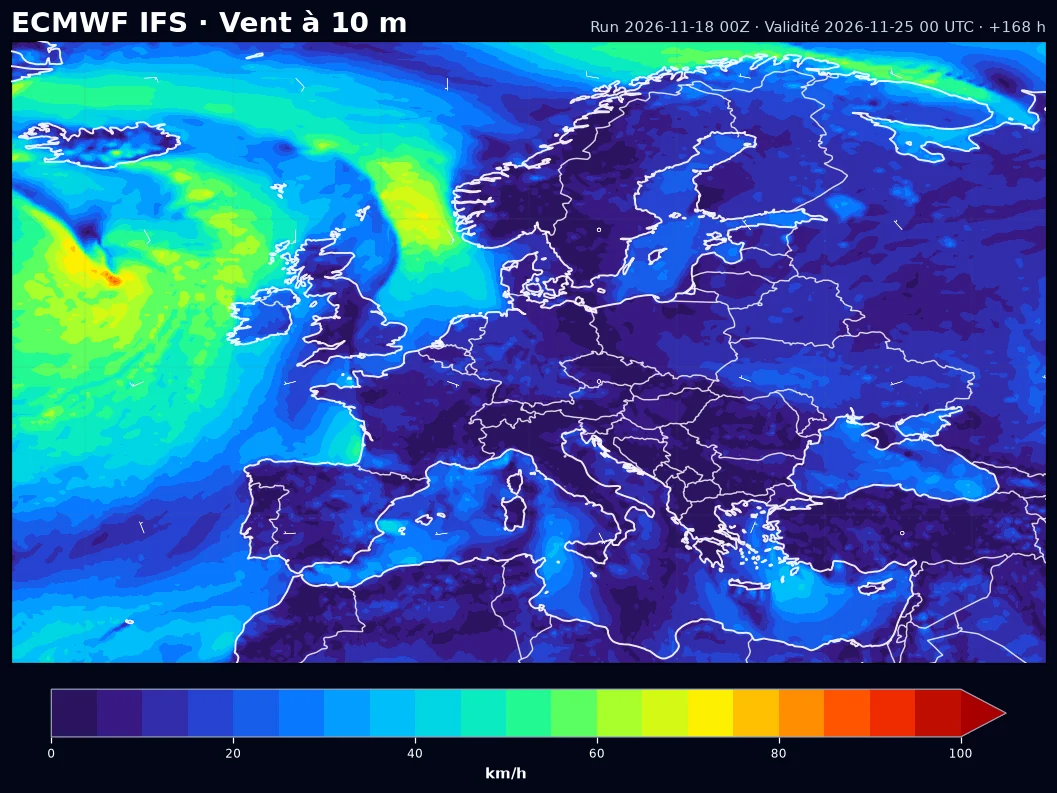 ECMWF IFS · Vent à 10 m
Run 2026-11-18 00Z · Validité 2026-11-25 00 UTC · +168 h
0 20 40 60 80 100
km/h